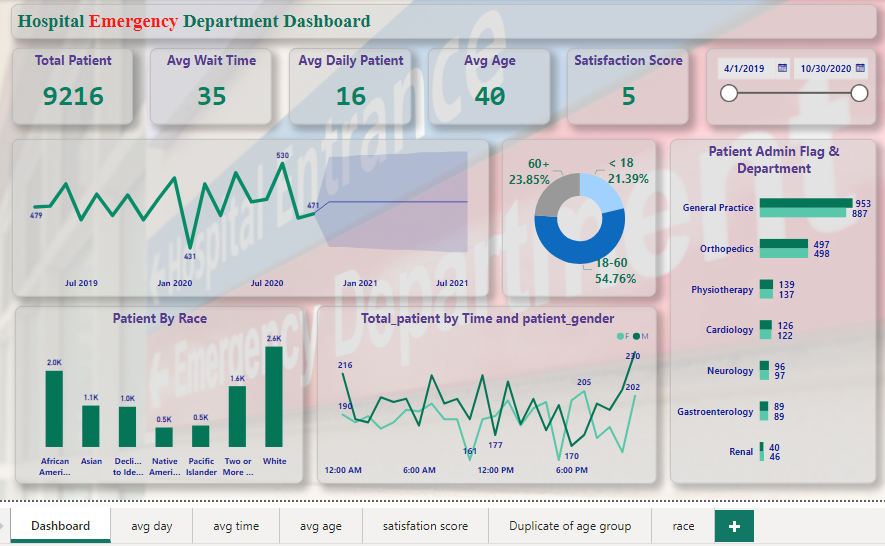 Hospital Emergency Department Dashboard
Total Patient
9216
Avg Wait Time
35
Avg Daily Patient
16
Avg Age
40
Satisfaction Score
5
4/1/2019
10/30/2020
479
530
431
471
Jul 2019
Jan 2020
Jul 2020
Jan 2021
Jul 2021
60+
23.85%
< 18
21.39%
18-60
54.76%
Patient Admin Flag &
Department
General Practice
953
887
Orthopedics
497
498
Physiotherapy
139
137
Cardiology
126
122
Neurology
96
97
Gastroenterology
89
89
Renal
40
46
Patient By Race
2.0K
1.1K
1.0K
0.5K
0.5K
1.6K
2.6K
African
Ameri...
Asian
Decli...
to Ide...
Native
Ameri...
Pacific
Islander
Two or
More ...
White
Total_patient by Time and patient_gender
F
M
216
190
161
177
205
170
230
202
12:00 AM
6:00 AM
12:00 PM
6:00 PM
Hospital Entrance
Emergency Department
Dashboard
avg day
avg time
avg age
satisfation score
Duplicate of age group
race
+